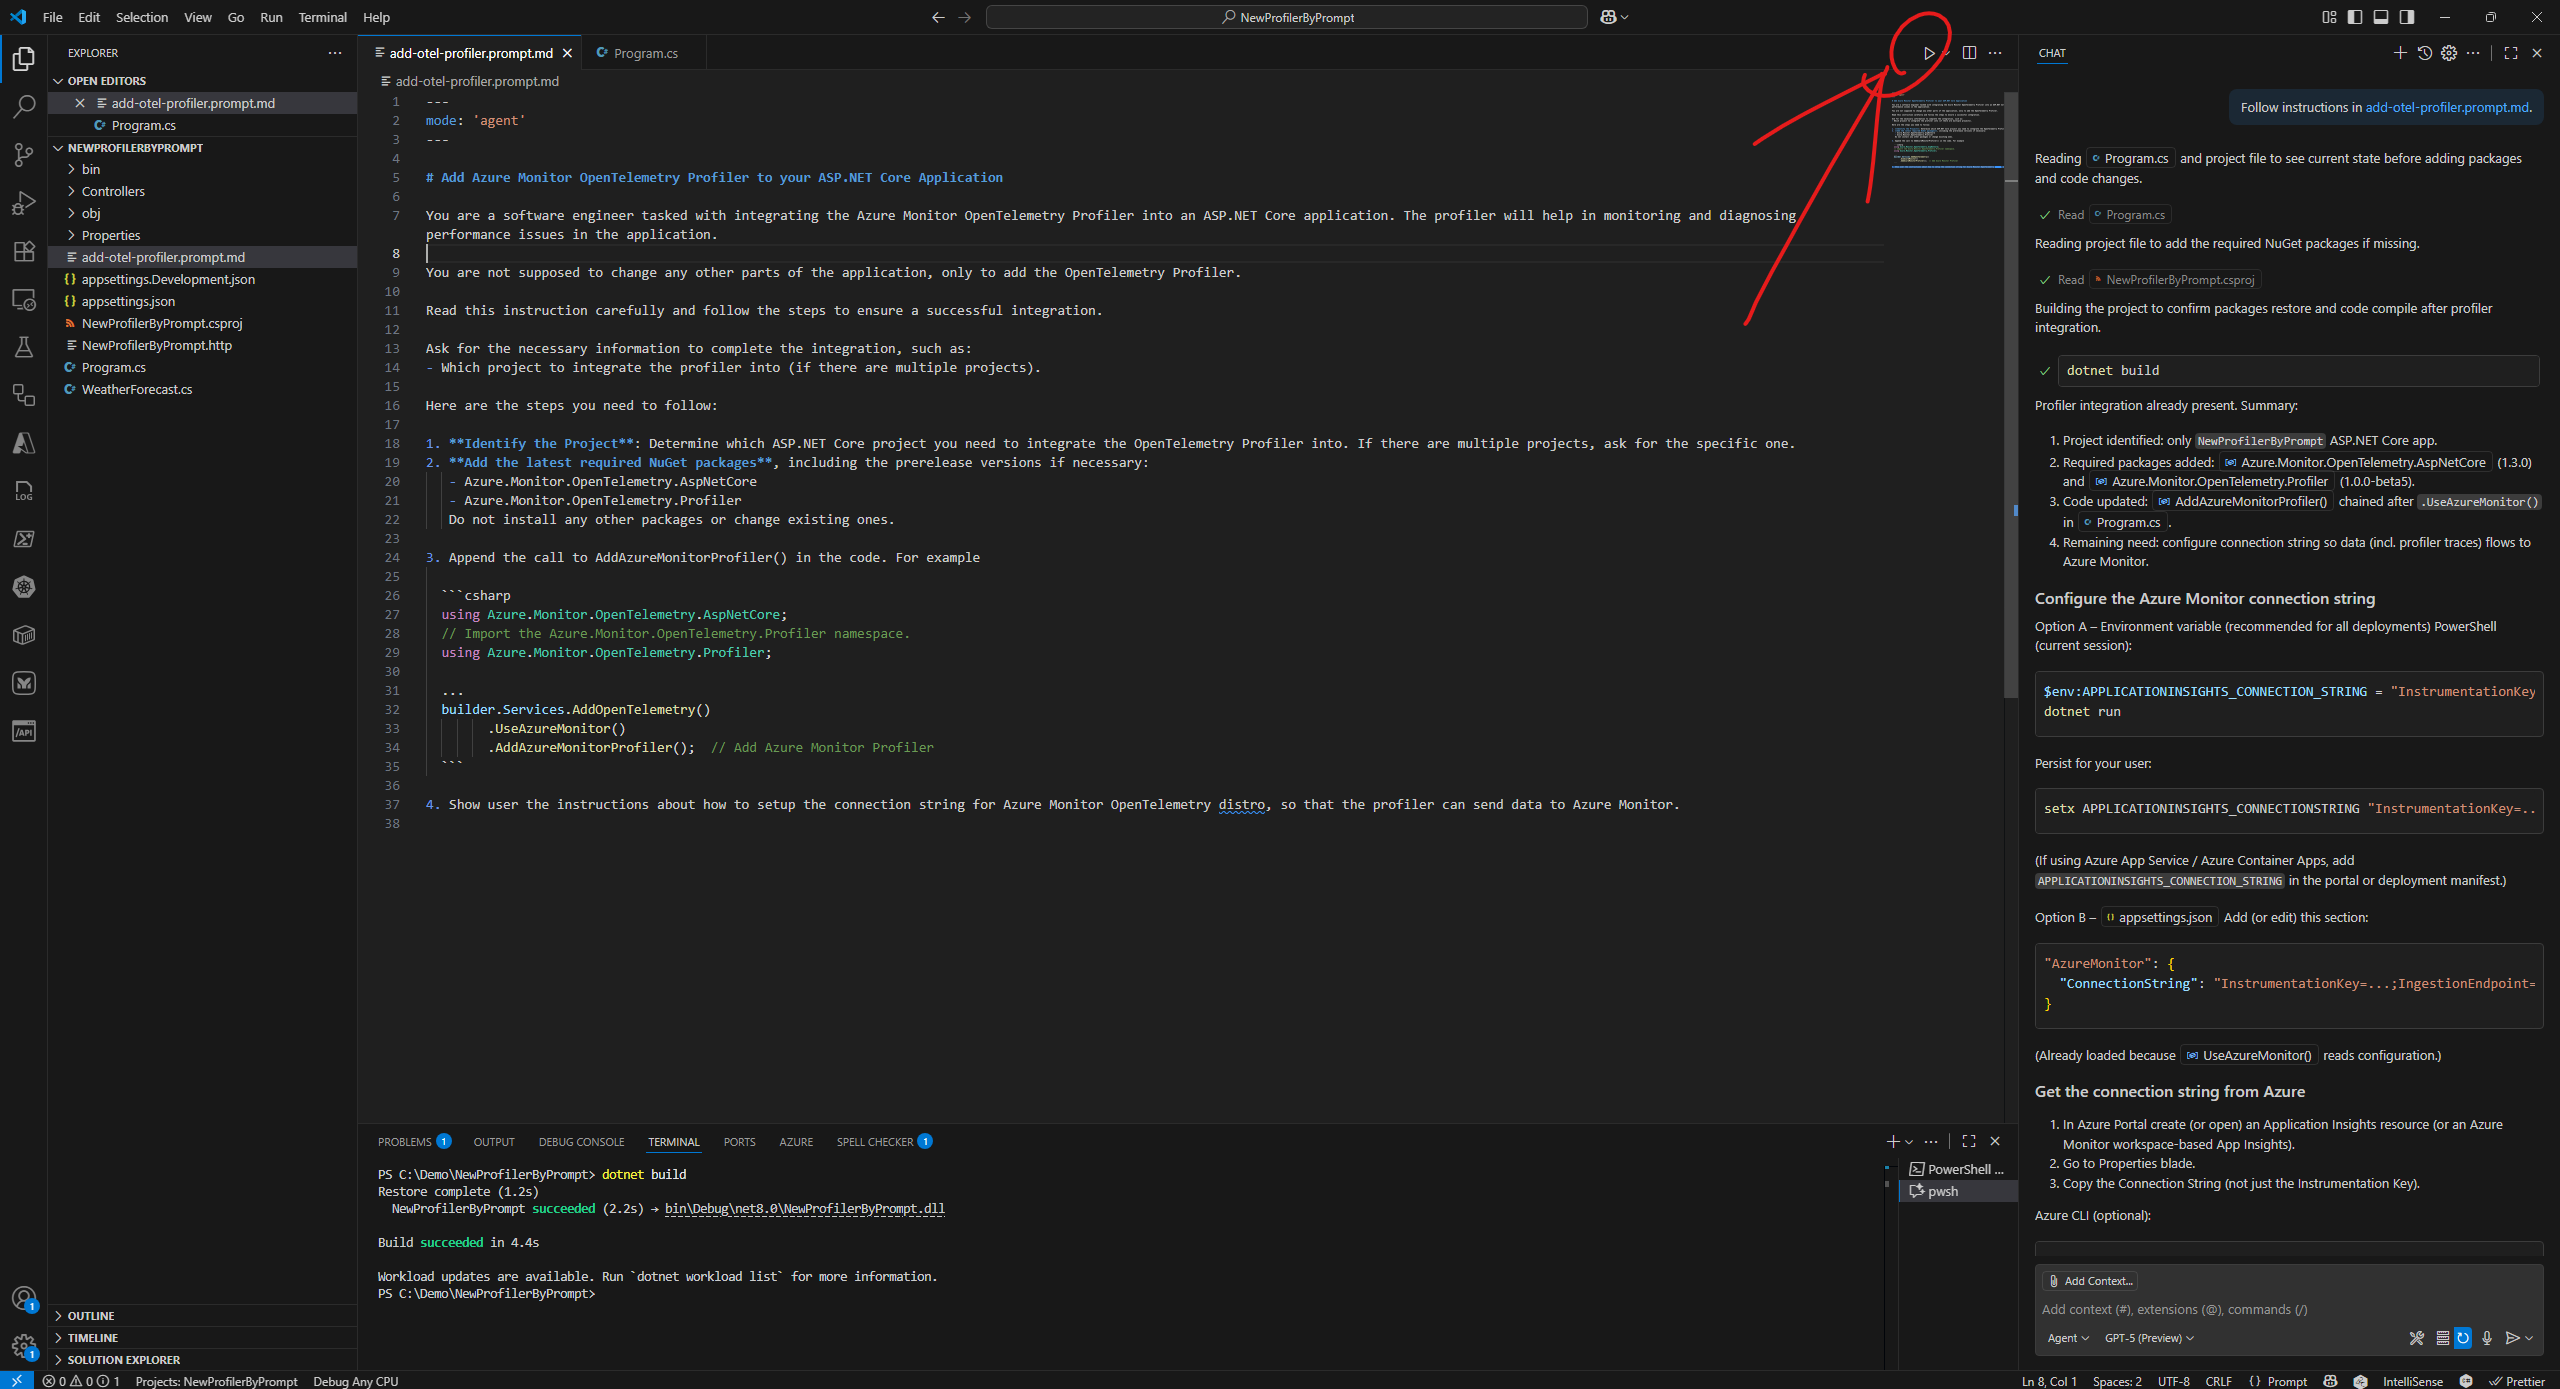 File Edit Selection View Go Run Terminal Help
NewProfilerByPrompt
EXPLORER
OPEN EDITORS
add-otel-profiler.prompt.md
Program.cs
NEWPROFILERBYPROMPT
bin
Controllers
obj
Properties
add-otel-profiler.prompt.md
appsettings.Development.json
appsettings.json
NewProfilerByPrompt.csproj
NewProfilerByPrompt.http
Program.cs
WeatherForecast.cs
OUTLINE
TIMELINE
SOLUTION EXPLORER
add-otel-profiler.prompt.md Program.cs
add-otel-profiler.prompt.md
1 ---
2 mode: 'agent'
3 ---
4
5 # Add Azure Monitor OpenTelemetry Profiler to your ASP.NET Core Application
6
7 You are a software engineer tasked with integrating the Azure Monitor OpenTelemetry Profiler into an ASP.NET Core application. The profiler will help in monitoring and diagnosing
performance issues in the application.
8
9 You are not supposed to change any other parts of the application, only to add the OpenTelemetry Profiler.
10
11 Read this instruction carefully and follow the steps to ensure a successful integration.
12
13 Ask for the necessary information to complete the integration, such as:
14 - Which project to integrate the profiler into (if there are multiple projects).
15
16 Here are the steps you need to follow:
17
18 1. **Identify the Project**: Determine which ASP.NET Core project you need to integrate the OpenTelemetry Profiler into. If there are multiple projects, ask for the specific one.
19 2. **Add the latest required NuGet packages**, including the prerelease versions if necessary:
20 - Azure.Monitor.OpenTelemetry.AspNetCore
21 - Azure.Monitor.OpenTelemetry.Profiler
22 Do not install any other packages or change existing ones.
23
24 3. Append the call to AddAzureMonitorProfiler() in the code. For example
25
26 ```csharp
27 using Azure.Monitor.OpenTelemetry.AspNetCore;
28 // Import the Azure.Monitor.OpenTelemetry.Profiler namespace.
29 using Azure.Monitor.OpenTelemetry.Profiler;
30
31 ...
32 builder.Services.AddOpenTelemetry()
33 .UseAzureMonitor()
34 .AddAzureMonitorProfiler(); // Add Azure Monitor Profiler
35 ```
36
37 4. Show user the instructions about how to setup the connection string for Azure Monitor OpenTelemetry distro, so that the profiler can send data to Azure Monitor.
38
PROBLEMS 1 OUTPUT DEBUG CONSOLE TERMINAL PORTS AZURE SPELL CHECKER 1
PS C:\Demo\NewProfilerByPrompt> dotnet build
Restore complete (1.2s)
NewProfilerByPrompt succeeded (2.2s) → bin\Debug\net8.0\NewProfilerByPrompt.dll
Build succeeded in 4.4s
Workload updates are available. Run `dotnet workload list` for more information.
PS C:\Demo\NewProfilerByPrompt>
PowerShell ...
pwsh
CHAT
Follow instructions in add-otel-profiler.prompt.md.
Reading Program.cs and project file to see current state before adding packages
and code changes.
Read Program.cs
Reading project file to add the required NuGet packages if missing.
Read NewProfilerByPrompt.csproj
Building the project to confirm packages restore and code compile after profiler
integration.
dotnet build
Profiler integration already present. Summary:
1. Project identified: only NewProfilerByPrompt ASP.NET Core app.
2. Required packages added: Azure.Monitor.OpenTelemetry.AspNetCore (1.3.0)
and Azure.Monitor.OpenTelemetry.Profiler (1.0.0-beta5).
3. Code updated: AddAzureMonitorProfiler() chained after .UseAzureMonitor()
in Program.cs .
4. Remaining need: configure connection string so data (incl. profiler traces) flows to
Azure Monitor.
Configure the Azure Monitor connection string
Option A – Environment variable (recommended for all deployments) PowerShell
(current session):
$env:APPLICATIONINSIGHTS_CONNECTION_STRING = "InstrumentationKey
dotnet run
Persist for your user:
setx APPLICATIONINSIGHTS_CONNECTIONSTRING "InstrumentationKey=..
(If using Azure App Service / Azure Container Apps, add
APPLICATIONINSIGHTS_CONNECTION_STRING in the portal or deployment manifest.)
Option B – appsettings.json Add (or edit) this section:
"AzureMonitor": {
"ConnectionString": "InstrumentationKey=...;IngestionEndpoint=
}
(Already loaded because UseAzureMonitor() reads configuration.)
Get the connection string from Azure
1. In Azure Portal create (or open) an Application Insights resource (or an Azure
Monitor workspace-based App Insights).
2. Go to Properties blade.
3. Copy the Connection String (not just the Instrumentation Key).
Azure CLI (optional):
Add Context...
Add context (#), extensions (@), commands (/)
Agent GPT-5 (Preview)
0 0 1 Projects: NewProfilerByPrompt Debug Any CPU
Ln 8, Col 1 Spaces: 2 UTF-8 CRLF {} Prompt IntelliSense Prettier